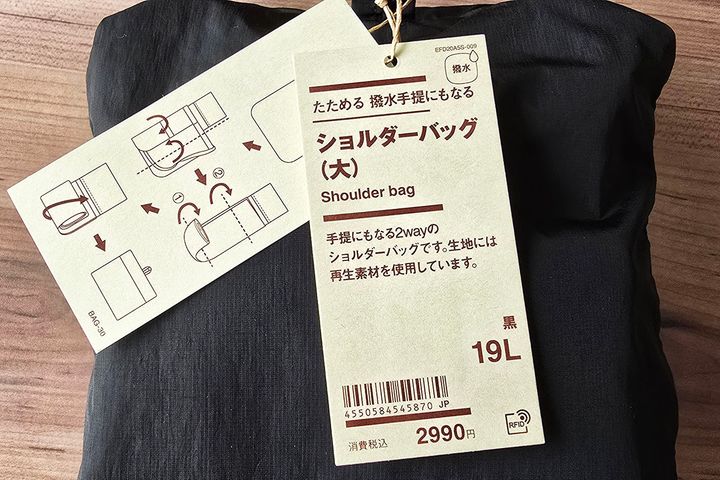 EFD20A5S-009
撥水
たためる 撥水手提にもなる
ショルダーバッグ
(大)
Shoulder bag
手提にもなる2wayの
ショルダーバッグです。生地には
再生素材を使用しています。
黒
19L
4550584545870 JP
RFID
消費税込 2990円
①
②
BAG-30